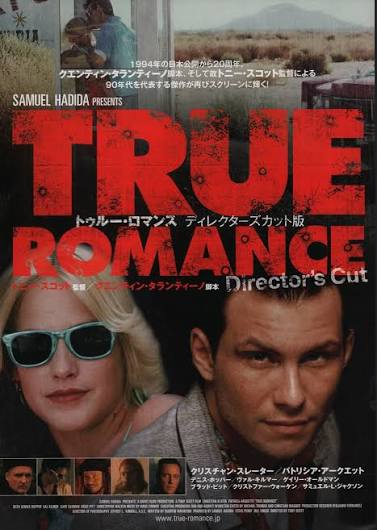 1994年の日本公開から20周年。
クエンティン・タランティーノ脚本、そして故トニー・スコット監督による
90年代を代表する傑作が再びスクリーンに輝く!
SAMUEL HADIDA PRESENTS
TRUE
トゥルー・ロマンス ディレクターズカット版
ROMANCE
Director's Cut
トニー・スコット監督/クエンティン・タランティーノ脚本
クリスチャン・スレーター/パトリシア・アークエット
デニス・ホッパー/ヴァル・キルマー/ゲイリー・オールドマン
ブラッド・ピット/クリストファー・ウォーケン/サミュエル・L・ジャクソン
www.true-romance.jp